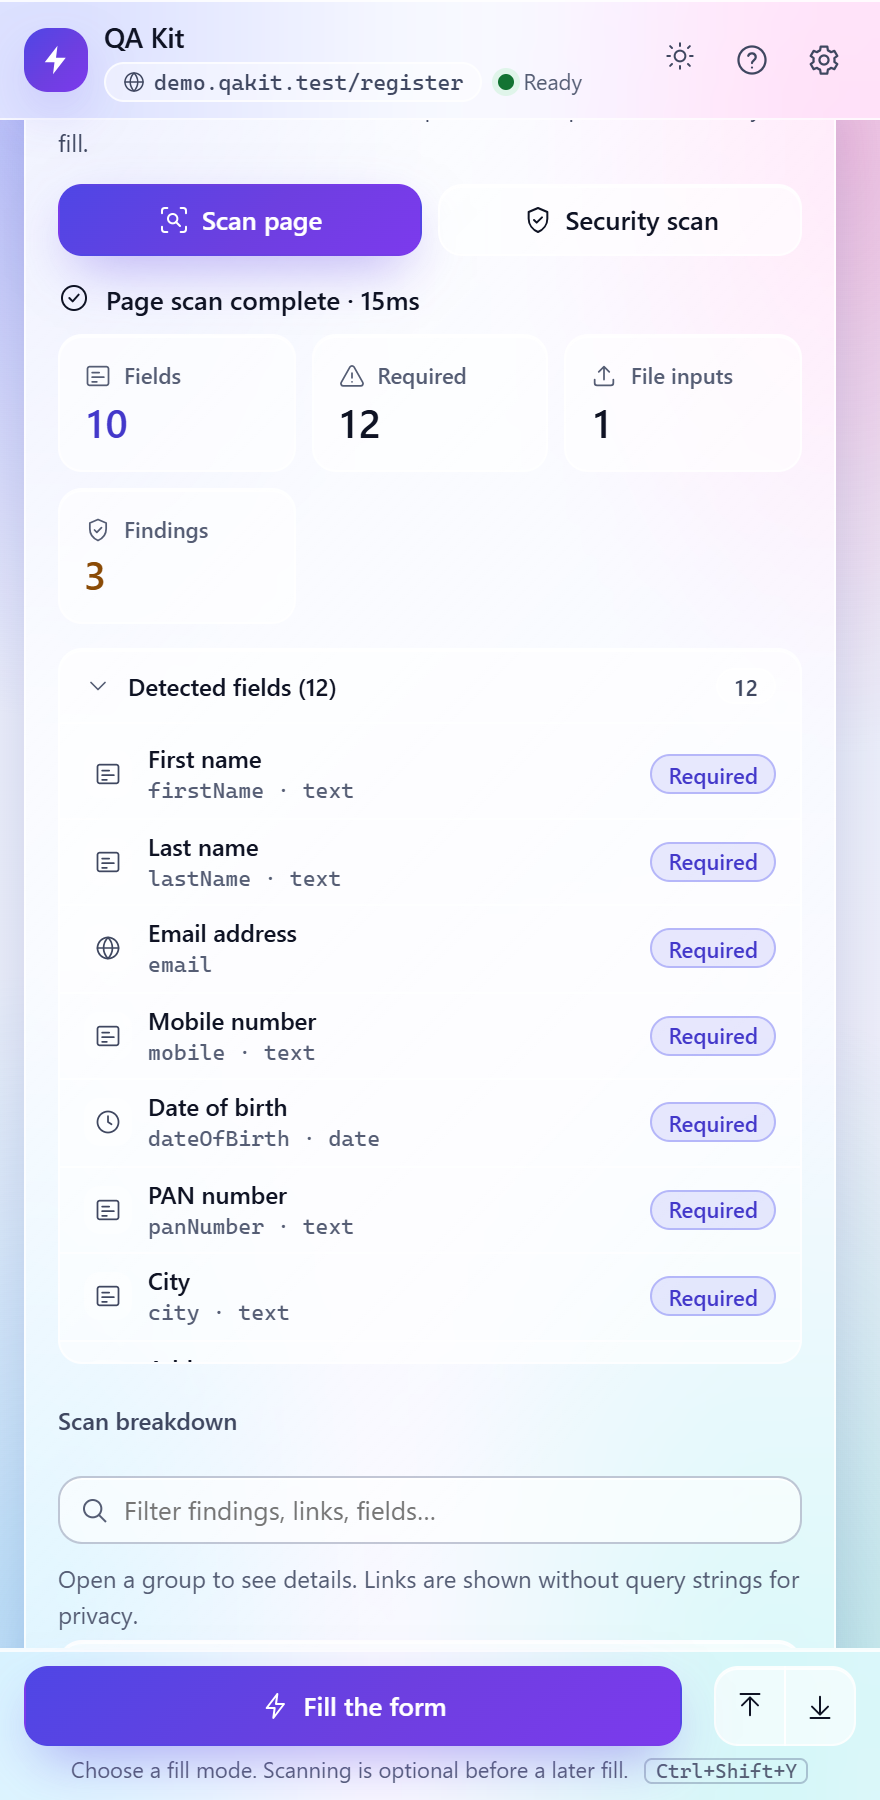 QA Kit
demo.qakit.test/register
Ready
fill.
Scan page
Security scan
Page scan complete · 15ms
Fields
10
Required
12
File inputs
1
Findings
3
Detected fields (12)
12
First name
firstName · text
Required
Last name
lastName · text
Required
Email address
email
Required
Mobile number
mobile · text
Required
Date of birth
dateOfBirth · date
Required
PAN number
panNumber · text
Required
City
city · text
Required
Scan breakdown
Filter findings, links, fields...
Open a group to see details. Links are shown without query strings for
privacy.
Fill the form
Choose a fill mode. Scanning is optional before a later fill.
Ctrl+Shift+Y